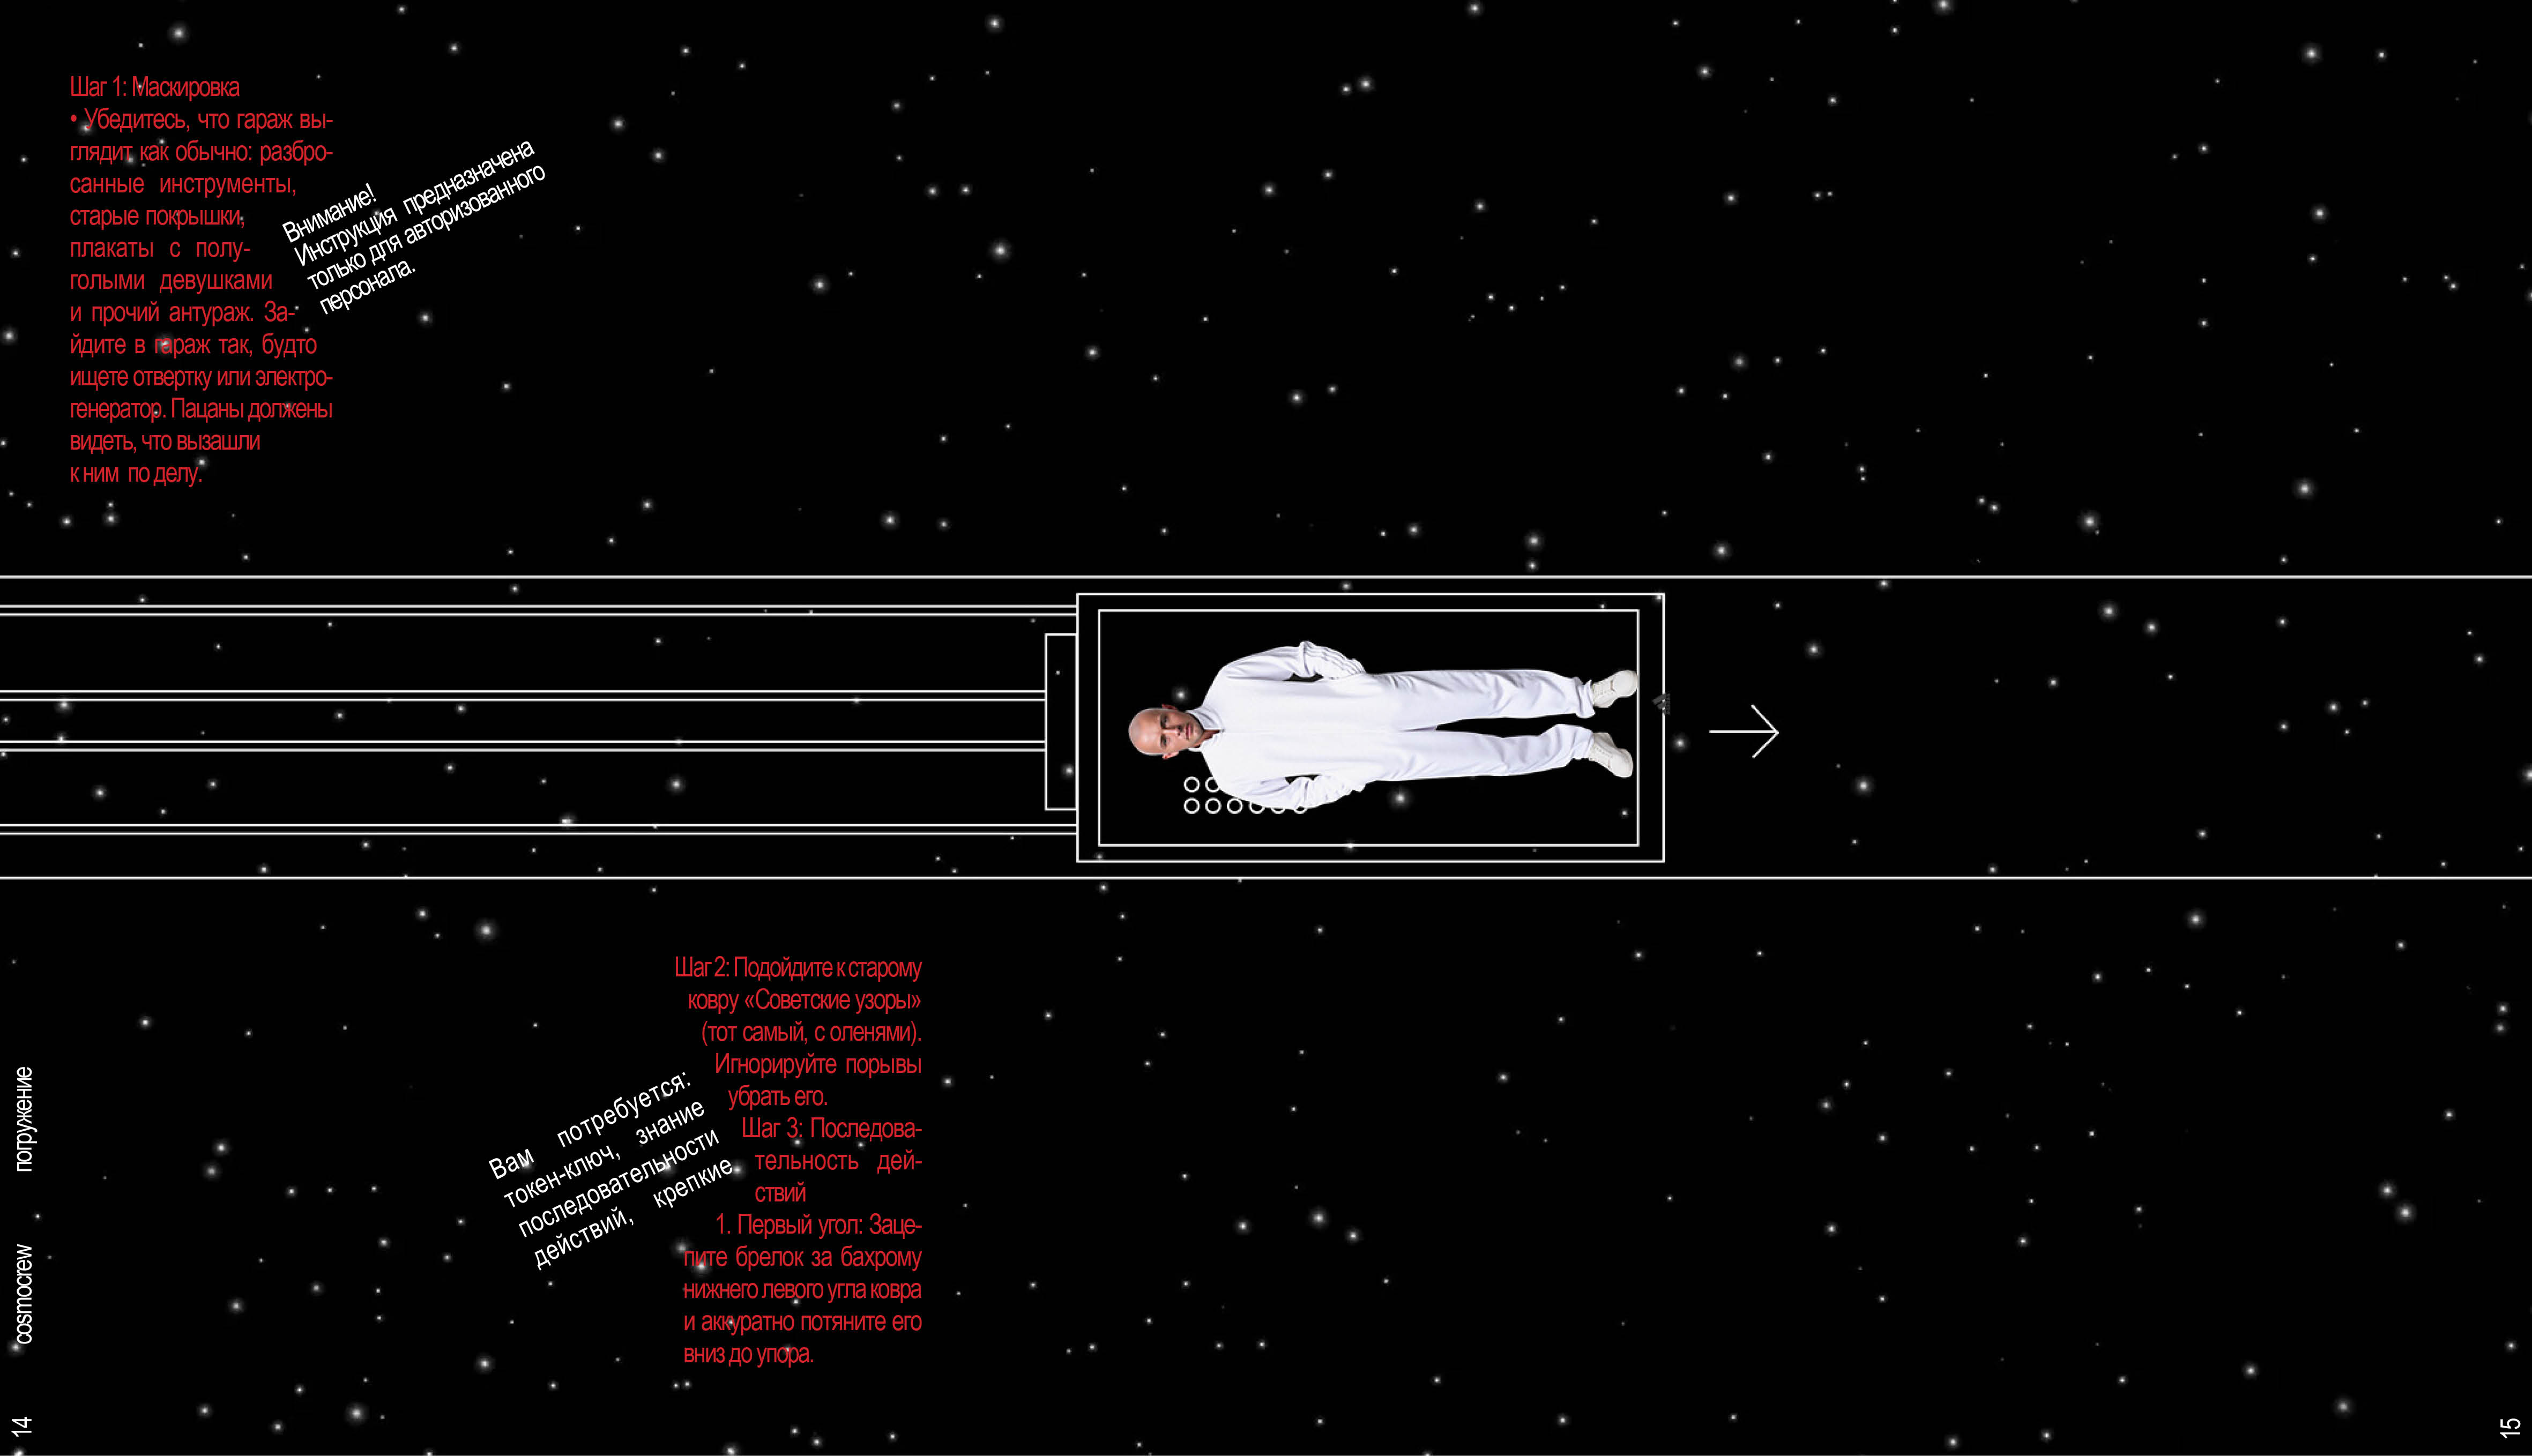 Шаг 1: Маскировка
• Убедитесь, что гараж вы-
глядит как обычно: разбро-
санные инструменты,
старые покрышки,
плакаты с полу-
голыми девушками
и прочий антураж. За-
йдите в гараж так, будто
ищете отвертку или электро-
генератор. Пацаны должены
видеть, что вызашли
к ним по делу.
Внимание!
Инструкция предназначена
только для авторизованного
персонала.
Шаг 2: Подойдите к старому
ковру «Советские узоры»
(тот самый, с оленями).
Игнорируйте порывы
убрать его.
Шаг 3: Последова-
тельность дей-
ствий
1. Первый угол: Заце-
пите брелок за бахрому
нижнего левого угла ковра
и аккуратно потяните его
вниз до упора.
Вам потребуется:
токен-ключ, знание
последовательности
действий, крепкие
погружение
cosmocrew
14
15